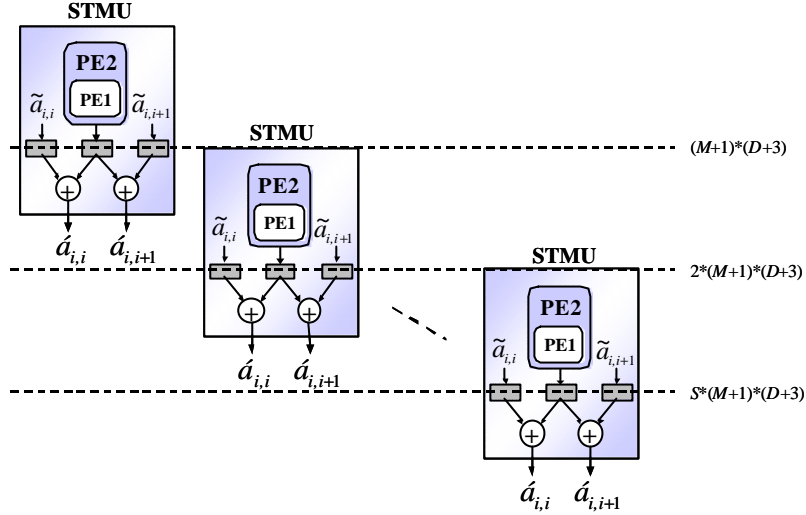 STMU
PE2
PE1
ã_{i,i}
ã_{i,i+1}
+
+
á_{i,i}
á_{i,i+1}
(M+1)*(D+3)
STMU
PE2
PE1
ã_{i,i}
ã_{i,i+1}
+
+
á_{i,i}
á_{i,i+1}
2*(M+1)*(D+3)
STMU
PE2
PE1
ã_{i,i}
ã_{i,i+1}
+
+
á_{i,i}
á_{i,i+1}
S*(M+1)*(D+3)